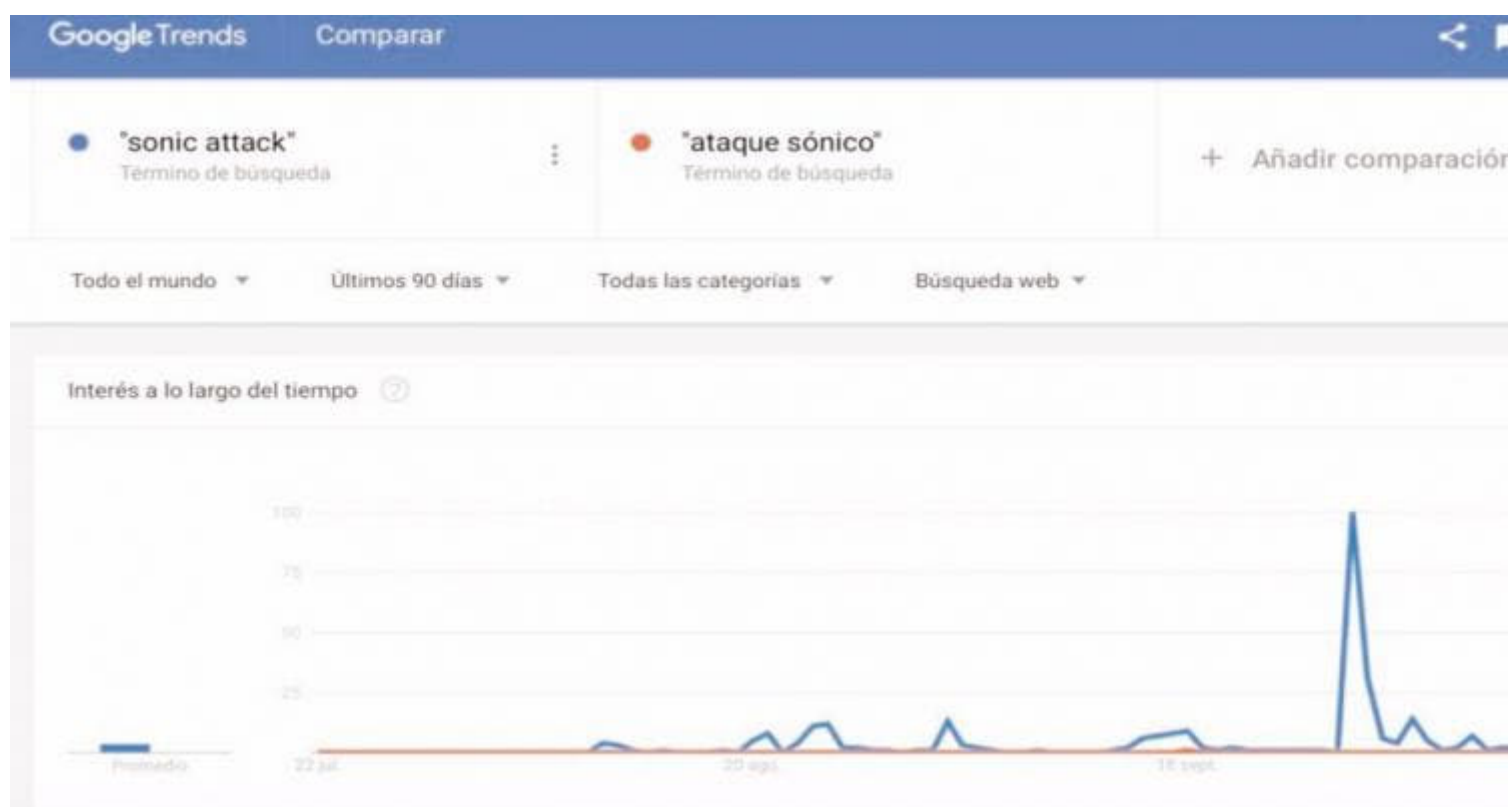 Google Trends Comparar
"sonic attack"
Término de búsqueda
"ataque sónico"
Término de búsqueda
+ Añadir comparación
Todo el mundo
Últimos 90 días
Todas las categorías
Búsqueda web
Interés a lo largo del tiempo ?
100
75
50
25
Promedio
22 jul.
20 ago.
18 sept.